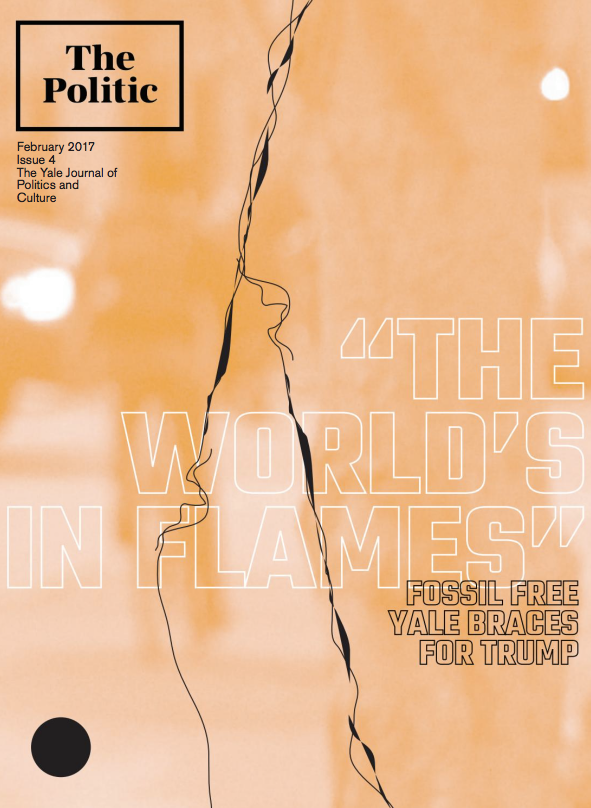 The
Politic
February 2017
Issue 4
The Yale Journal of
Politics and
Culture
“THE
WORLD’S
IN FLAMES”
FOSSIL FREE
YALE BRACES
FOR TRUMP